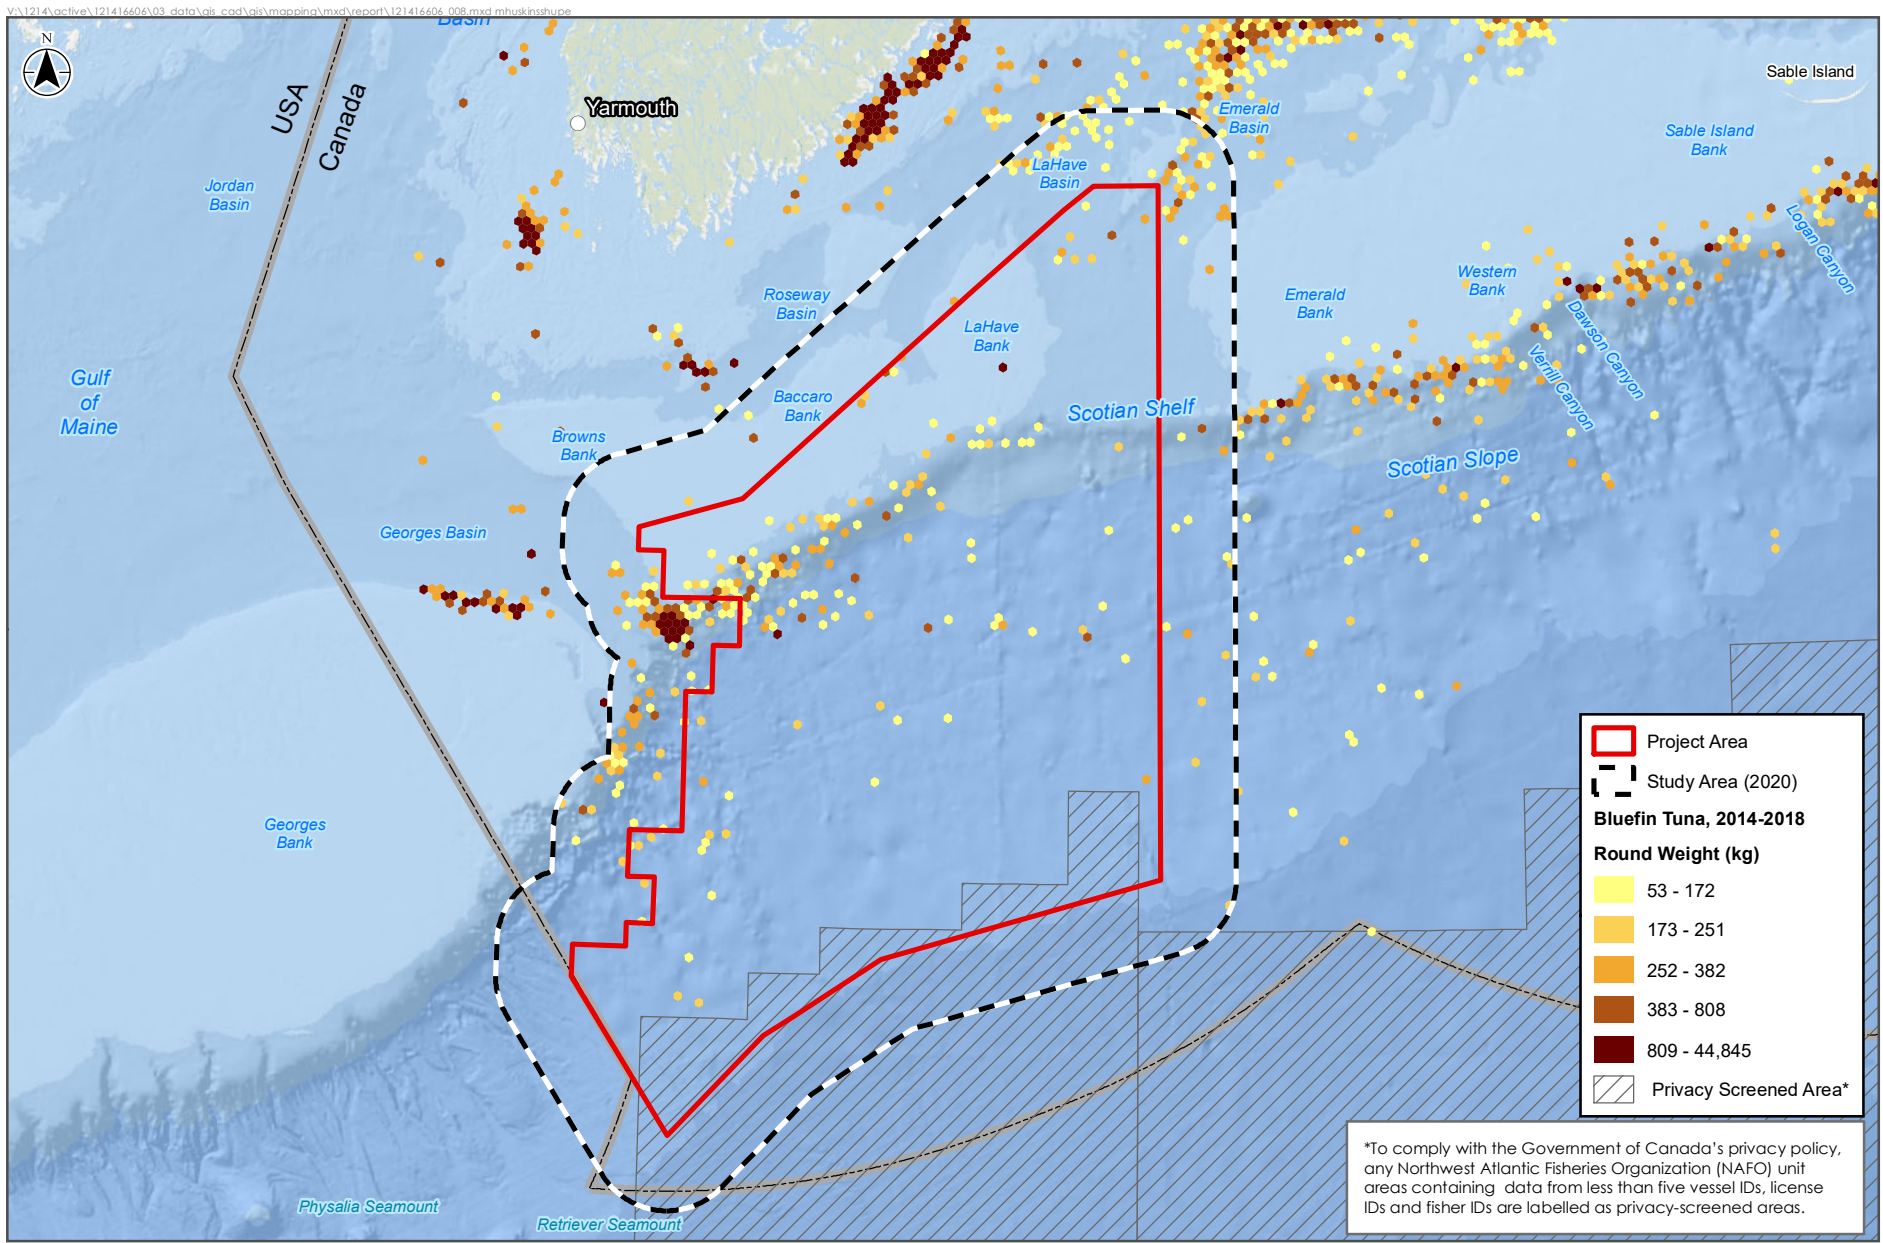 V:\1214\active\121416606\03_data\gis_cad\gis\mapping\mxd\report\121416606_008.mxd mhuskinsshupe
Basin
N
USA
Canada
Yarmouth
Sable Island
Emerald
Basin
Sable Island
Bank
LaHave
Basin
Jordan
Basin
Logan Canyon
Western
Bank
Roseway
Basin
Emerald
Bank
LaHave
Bank
Dawson Canyon
Verrill Canyon
Gulf
of
Maine
Baccaro
Bank
Scotian Shelf
Browns
Bank
Scotian Slope
Georges Basin
Georges
Bank
Physalia Seamount
Retriever Seamount
Project Area
Study Area (2020)
Bluefin Tuna, 2014-2018
Round Weight (kg)
53 - 172
173 - 251
252 - 382
383 - 808
809 - 44,845
Privacy Screened Area*
*To comply with the Government of Canada's privacy policy,
any Northwest Atlantic Fisheries Organization (NAFO) unit
areas containing data from less than five vessel IDs, license
IDs and fisher IDs are labelled as privacy-screened areas.